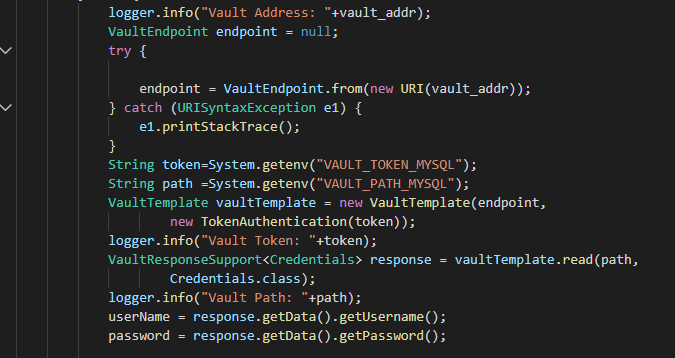 logger.info("Vault Address: "+vault_addr);
VaultEndpoint endpoint = null;
try {
endpoint = VaultEndpoint.from(new URI(vault_addr));
} catch (URISyntaxException e1) {
e1.printStackTrace();
}
String token=System.getenv("VAULT_TOKEN_MYSQL");
String path =System.getenv("VAULT_PATH_MYSQL");
VaultTemplate vaultTemplate = new VaultTemplate(endpoint,
new TokenAuthentication(token));
logger.info("Vault Token: "+token);
VaultResponseSupport<Credentials> response = vaultTemplate.read(path,
Credentials.class);
logger.info("Vault Path: "+path);
userName = response.getData().getUsername();
password = response.getData().getPassword();